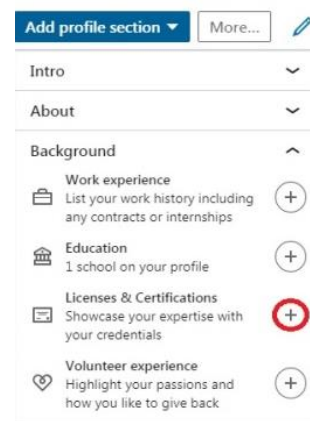 Add profile section More...
Intro
About
Background
Work experience
List your work history including
any contracts or internships
Education
1 school on your profile
Licenses & Certifications
Showcase your expertise with
your credentials
Volunteer experience
Highlight your passions and
how you like to give back